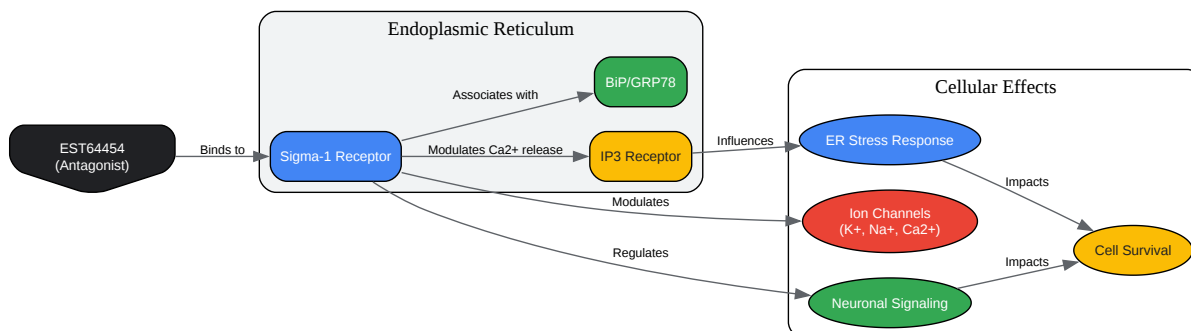 Endoplasmic Reticulum
BiP/GRP78
Cellular Effects
Associates with
EST64454
(Antagonist)
Binds to
Sigma-1 Receptor
Modulates Ca2+ release
IP3 Receptor
Influences
ER Stress Response
Impacts
Modulates
Ion Channels
(K+, Na+, Ca2+)
Cell Survival
Regulates
Impacts
Neuronal Signaling